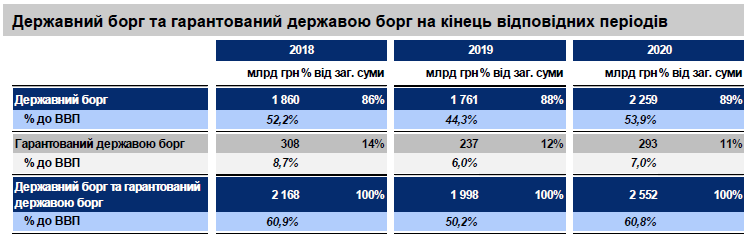 Державний борг та гарантований державою борг на кінець відповідних періодів
2018 2019 2020
млрд грн % від заг. суми млрд грн % від заг. суми млрд грн % від заг. суми
Державний борг 1 860 86% 1 761 88% 2 259 89%
% до ВВП 52,2% 44,3% 53,9%
Гарантований державою борг 308 14% 237 12% 293 11%
% до ВВП 8,7% 6,0% 7,0%
Державний борг та гарантований
державою борг 2 168 100% 1 998 100% 2 552 100%
% до ВВП 60,9% 50,2% 60,8%